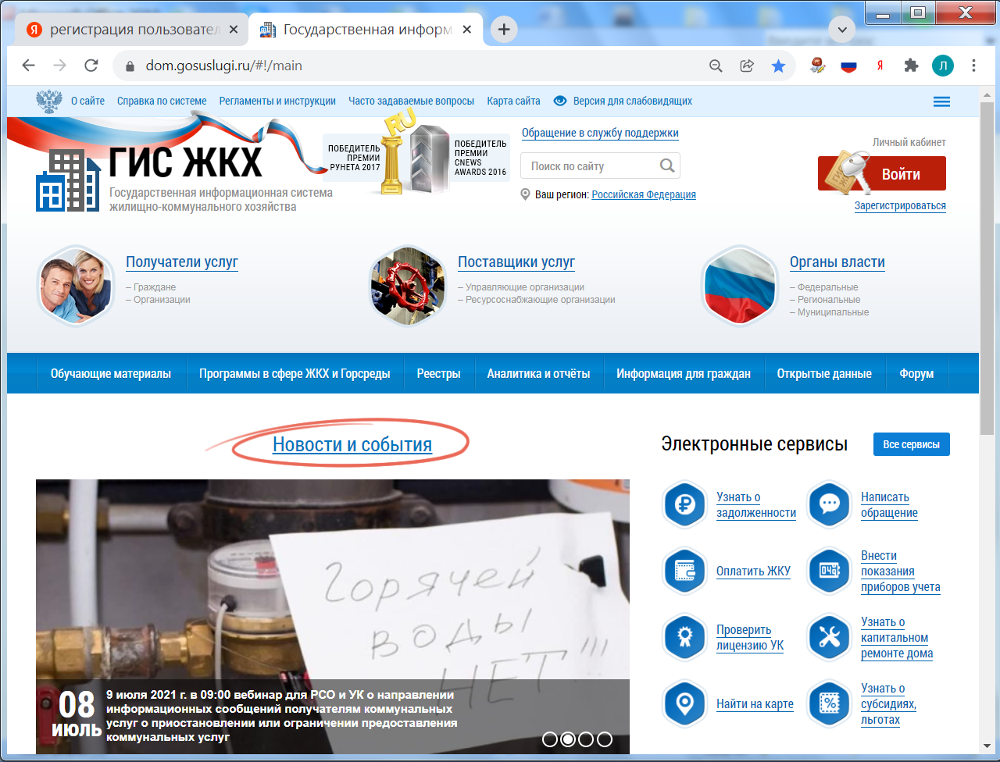 регистрация пользовател
Государственная информ
dom.gosuslugi.ru/#!/main
Я
Л
О сайте
Справка по системе
Регламенты и инструкции
Часто задаваемые вопросы
Карта сайта
Версия для слабовидящих
ГИС ЖКХ
Государственная информационная система
жилищно-коммунального хозяйства
ПОБЕДИТЕЛЬ
ПРЕМИИ
РУНЕТА 2017
RU
ПОБЕДИТЕЛЬ
ПРЕМИИ
CNEWS
AWARDS 2016
Обращение в службу поддержки
Поиск по сайту
Ваш регион: Российская Федерация
Личный кабинет
Войти
Зарегистрироваться
Получатели услуг
– Граждане
– Организации
Поставщики услуг
– Управляющие организации
– Ресурсоснабжающие организации
Органы власти
– Федеральные
– Региональные
– Муниципальные
Обучающие материалы
Программы в сфере ЖКХ и Горсреды
Реестры
Аналитика и отчёты
Информация для граждан
Открытые данные
Форум
Новости и события
ГОРЯЧЕЙ
ВОДЫ
НЕТ!!!
08
ИЮЛЬ
9 июля 2021 г. в 09:00 вебинар для РСО и УК о направлении
информационных сообщений получателям коммунальных
услуг о приостановлении или ограничении предоставления
коммунальных услуг
Электронные сервисы
Все сервисы
Узнать о
задолженности
Написать
обращение
Оплатить ЖКУ
Внести
показания
приборов учета
Проверить
лицензию УК
Узнать о
капитальном
ремонте дома
Найти на карте
Узнать о
субсидиях,
льготах